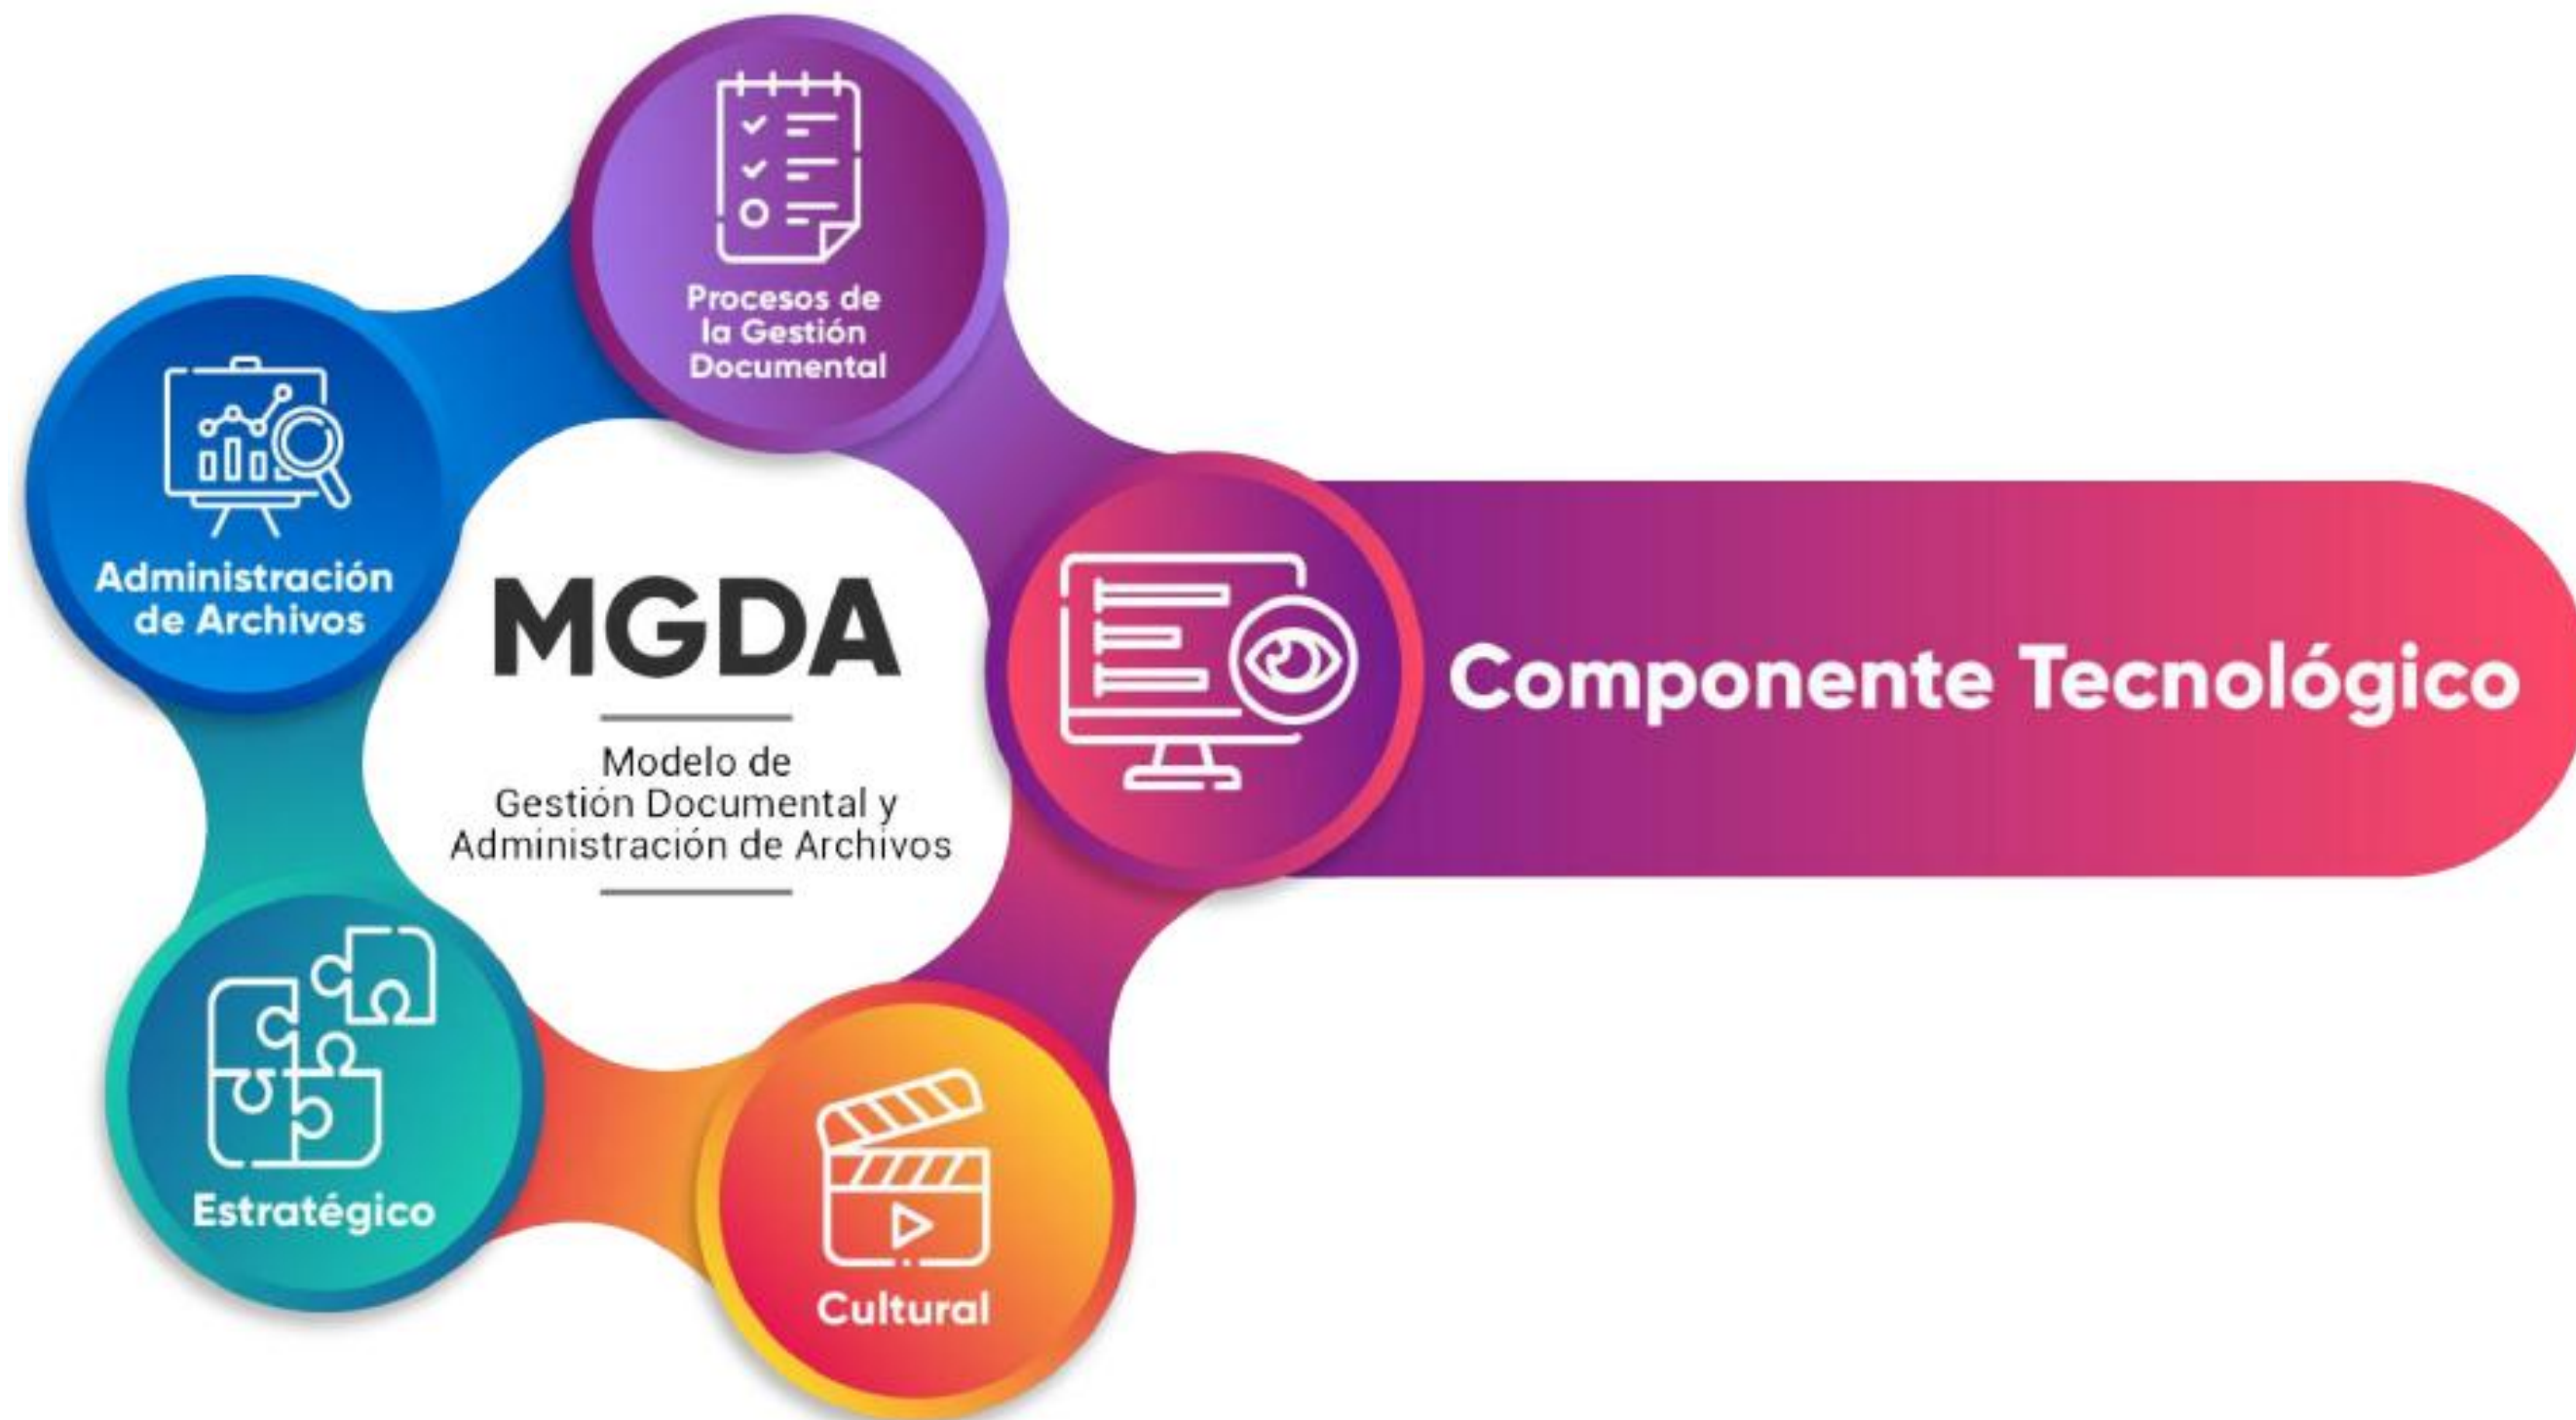 Procesos de
la Gestión
Documental
Administración
de Archivos
MGDA
Modelo de
Gestión Documental y
Administración de Archivos
Componente Tecnológico
Estratégico
Cultural